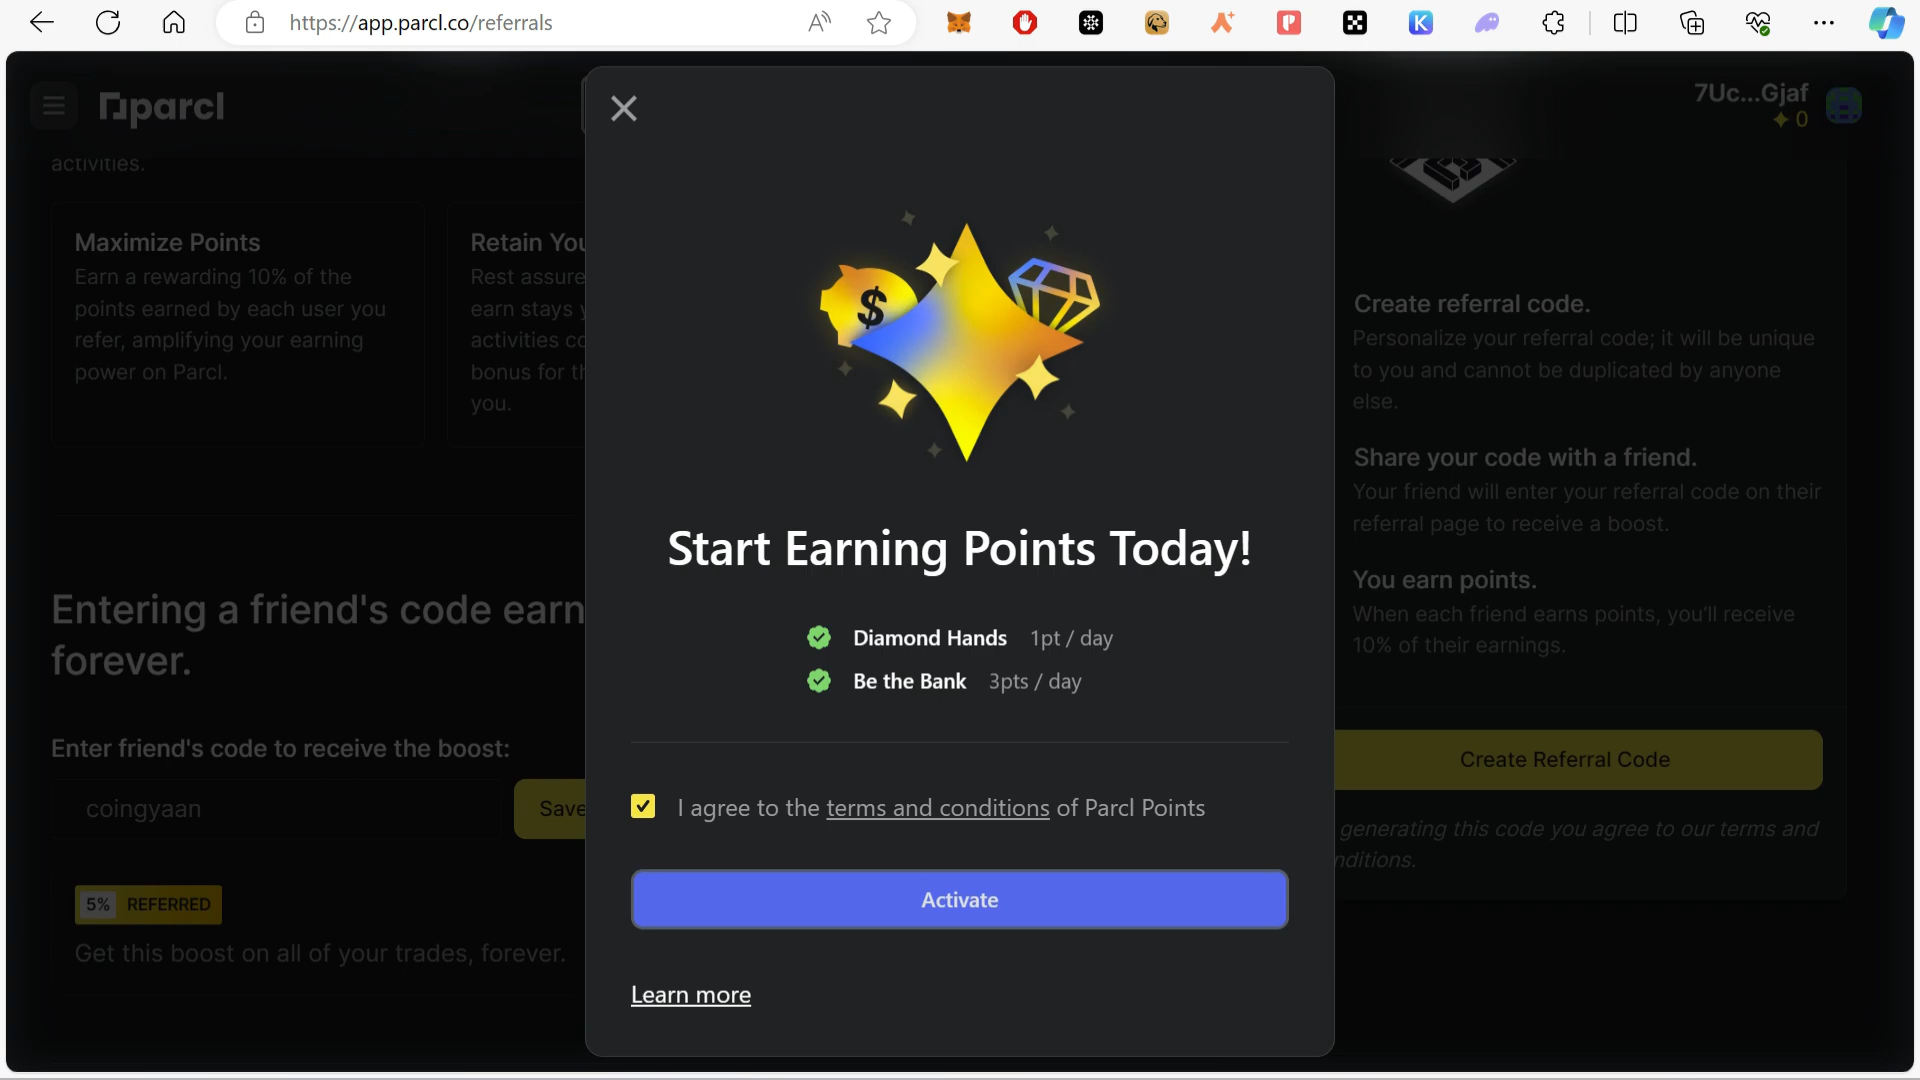 https://app.parcl.co/referrals
parcl
7Uc...Gjaf
0
activities.
Maximize Points
Earn a rewarding 10% of the
points earned by each user you
refer, amplifying your earning
power on Parcl.
Retain You
Rest assure
earn stays y
activities co
bonus for th
you.
Entering a friend's code earn
forever.
Enter friend's code to receive the boost:
coingyaan
Save
5% REFERRED
Get this boost on all of your trades, forever.
$
Start Earning Points Today!
Diamond Hands 1pt / day
Be the Bank 3pts / day
I agree to the terms and conditions of Parcl Points
Activate
Learn more
Create referral code.
Personalize your referral code; it will be unique
to you and cannot be duplicated by anyone
else.
Share your code with a friend.
Your friend will enter your referral code on their
referral page to receive a boost.
You earn points.
When each friend earns points, you'll receive
10% of their earnings.
Create Referral Code
generating this code you agree to our terms and
nditions.